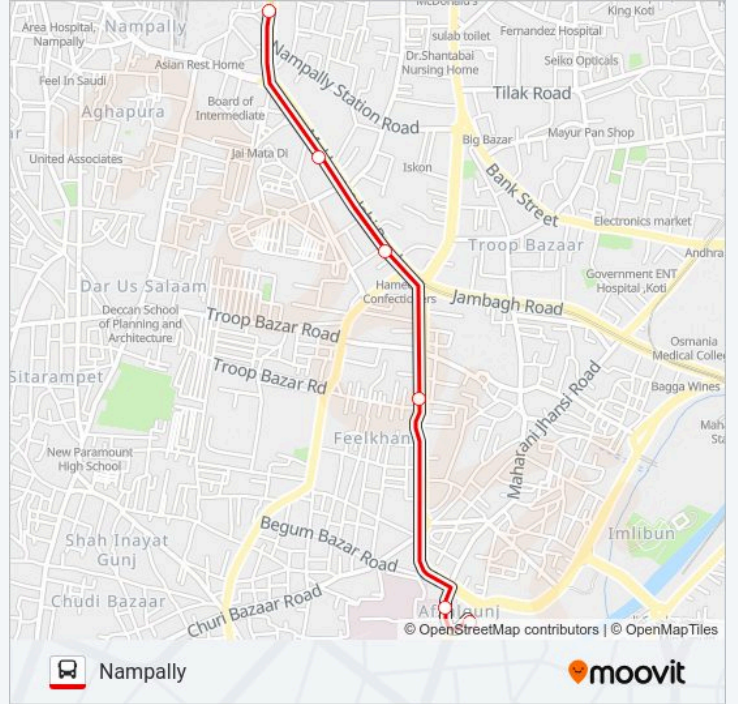 McDonald's
King Koti
Area Hospital,
Nampally
Nampally
sulab toilet
Fernandez Hospital
Asian Rest Home
Nampally Station Road
Dr.Shantabai
Nursing Home
Seiko Opticals
Feel In Saudi
Tilak Road
Aghapura
Board of
Intermediate
Big Bazar
Mayur Pan Shop
United Associates
Jai Mata Di
Iskon
Bank Street
Electronics market
Troop Bazaar
Andhra
Dar Us Salaam
Government ENT
Hospital ,Koti
Confectioners
Jambagh Road
Deccan School
of Planning and
Architecture
Troop Bazar Road
Osmania
Medical Colleg
Sitarampet
Troop Bazar Rd
Maharani Jhansi Road
Bagga Wines
Feelkhan
New Paramount
High School
Begum Bazar Road
Imlibun
Shah Inayat
Gunj
Chudi Bazaar
Churi Bazaar Road
© OpenStreetMap contributors | © OpenMapTiles
Nampally
moovit